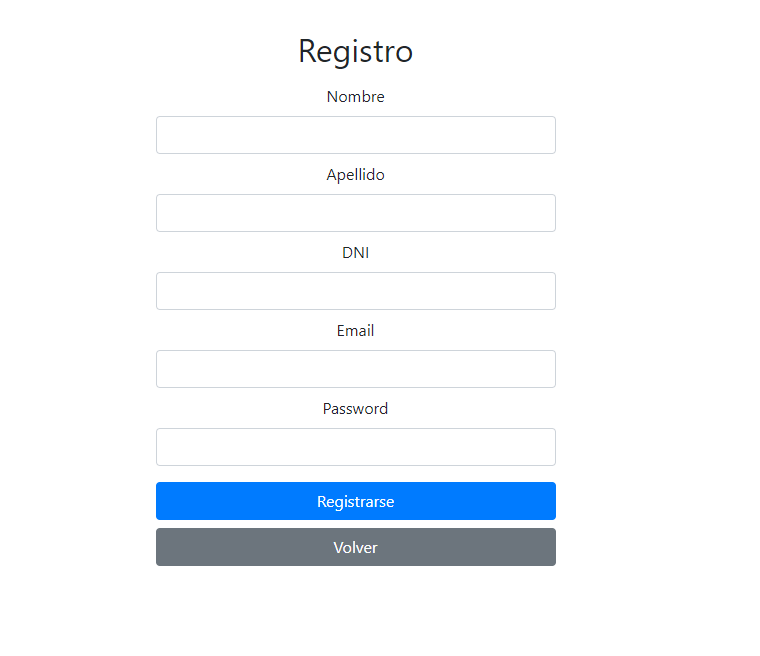 Registro
Nombre
Apellido
DNI
Email
Password
Registrarse
Volver